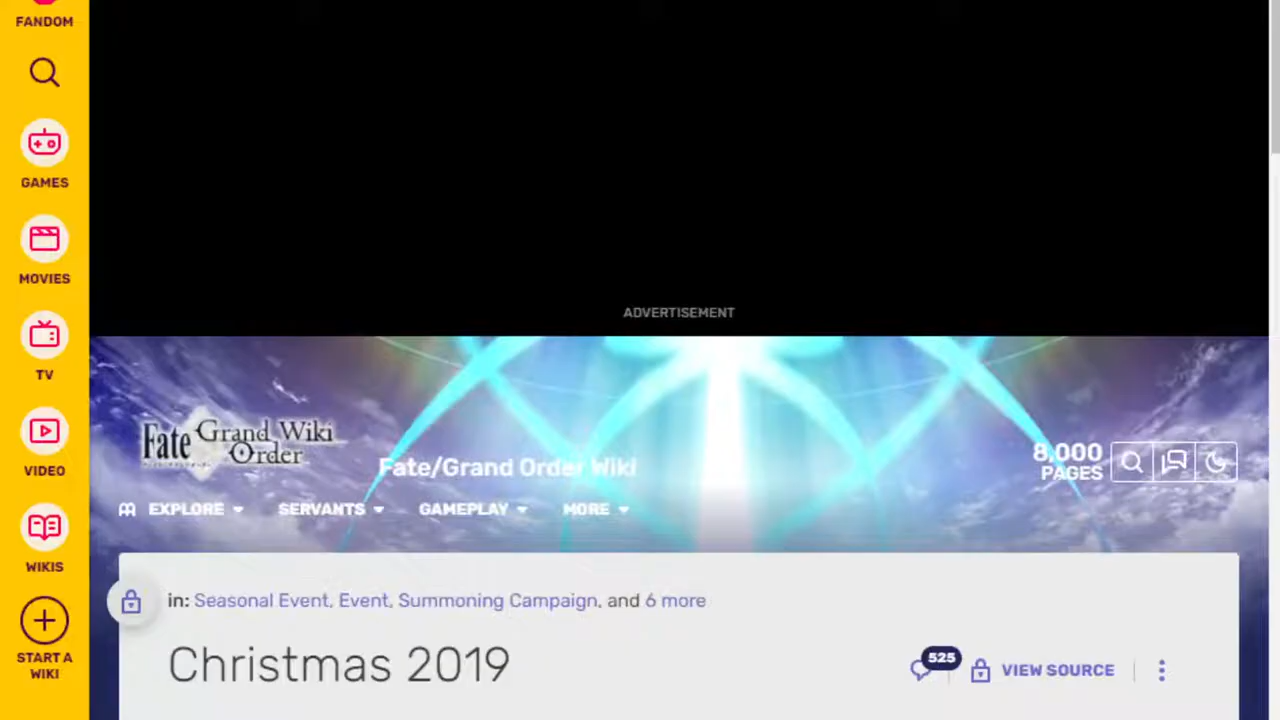 FANDOM
GAMES
MOVIES
TV
VIDEO
WIKIS
START A
WIKI
ADVERTISEMENT
Fate Grand Wiki
Order
Fate/Grand Order Wiki
8,000
PAGES
EXPLORE
SERVANTS
GAMEPLAY
MORE
in: Seasonal Event, Event, Summoning Campaign, and 6 more
Christmas 2019
525
VIEW SOURCE